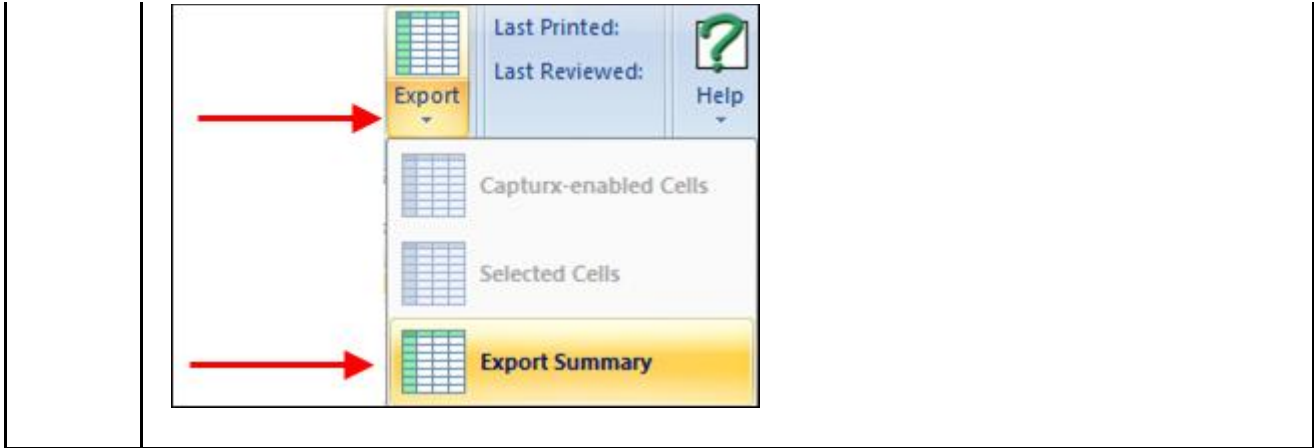 Last Printed:
Last Reviewed:
Export
Help
Capturx-enabled Cells
Selected Cells
Export Summary